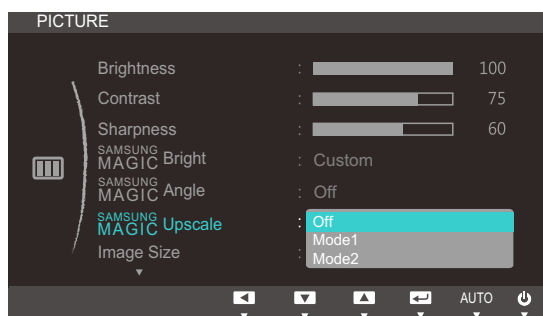 PICTURE
Brightness : 100
Contrast : 75
Sharpness : 60
SAMSUNG MAGIC Bright : Custom
SAMSUNG MAGIC Angle : Off
SAMSUNG MAGIC Upscale : Off
Mode1
Image Size : Mode2
AUTO